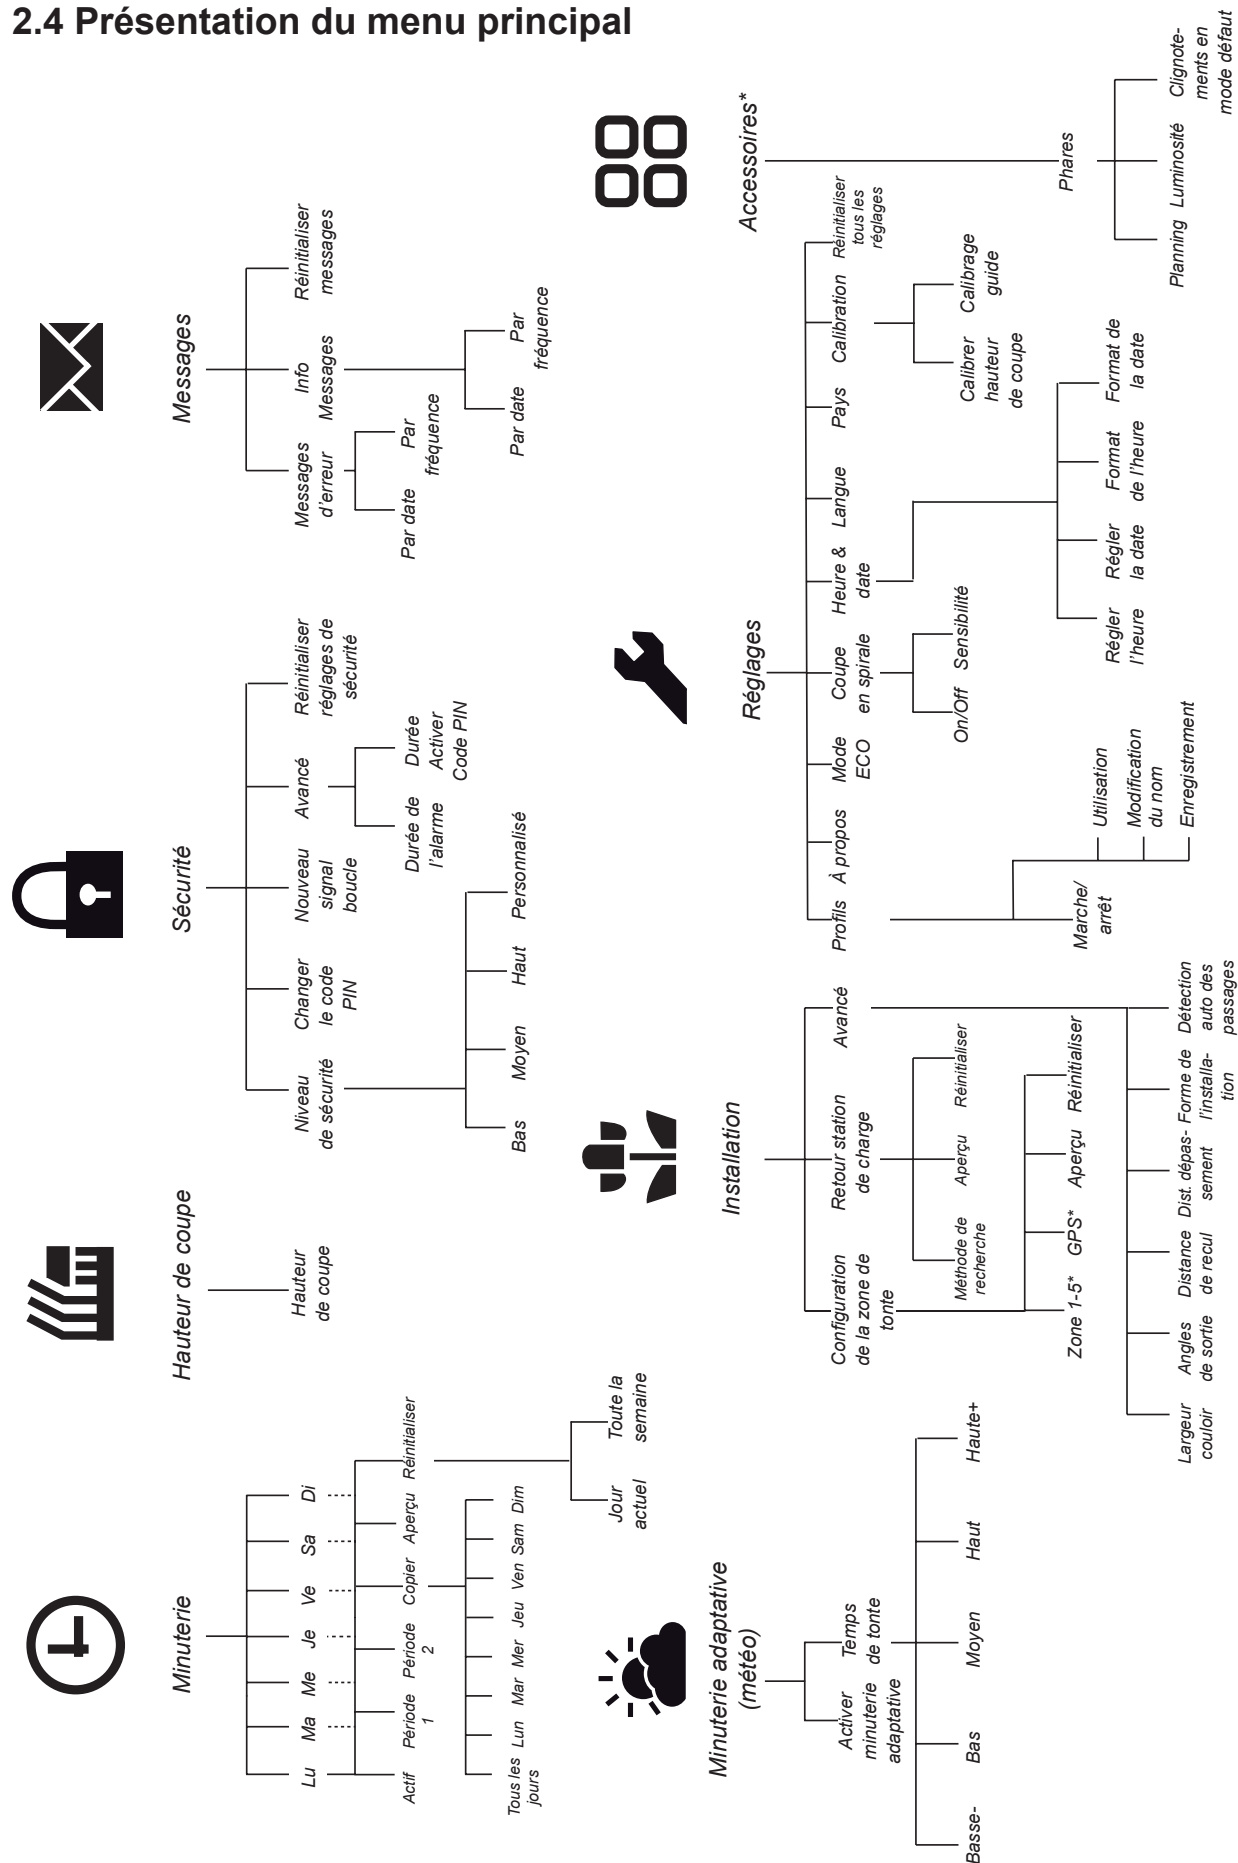 2.4 Présentation du menu principal
Minuterie
Lu
Ma
Me
Je
Ve
Sa
Di
Actif
Période
1
Période
2
Copier
Aperçu
Réinitialiser
Tous les
jours
Lun
Mar
Mer
Jeu
Ven
Sam
Dim
Jour
actuel
Toute la
semaine
Hauteur de coupe
Hauteur
de coupe
Sécurité
Niveau
de sécurité
Changer
le code
PIN
Nouveau
signal
boucle
Avancé
Réinitialiser
réglages de
sécurité
Durée de
l'alarme
Durée
Activer
Code PIN
Bas
Moyen
Haut
Personnalisé
Messages
Messages
d'erreur
Info
Messages
Réinitialiser
messages
Par date
Par
fréquence
Par date
Par
fréquence
Minuterie adaptative
(météo)
Activer
minuterie
adaptative
Temps
de tonte
Basse-
Bas
Moyen
Haut
Haute+
Installation
Configuration
de la zone de
tonte
Retour station
de charge
Avancé
Méthode de
recherche
Aperçu
Réinitialiser
Zone 1-5*
GPS*
Aperçu
Réinitialiser
Largeur
couloir
Angles
de sortie
Distance
de recul
Dist. dépas-
sement
Forme de
l'installa-
tion
Détection
auto des
passages
Réglages
Profils
À propos
Mode
ECO
Coupe
en spirale
Heure &
date
Langue
Pays
Calibration
Réinitialiser
tous les
réglages
On/Off
Sensibilité
Calibrer
hauteur
de coupe
Calibrage
guide
Marche/
arrêt
Utilisation
Modification
du nom
Enregistrement
Régler
l'heure
Régler
la date
Format
de l'heure
Format de
la date
Accessoires*
Phares
Planning
Luminosité
Clignote-
ments en
mode défaut